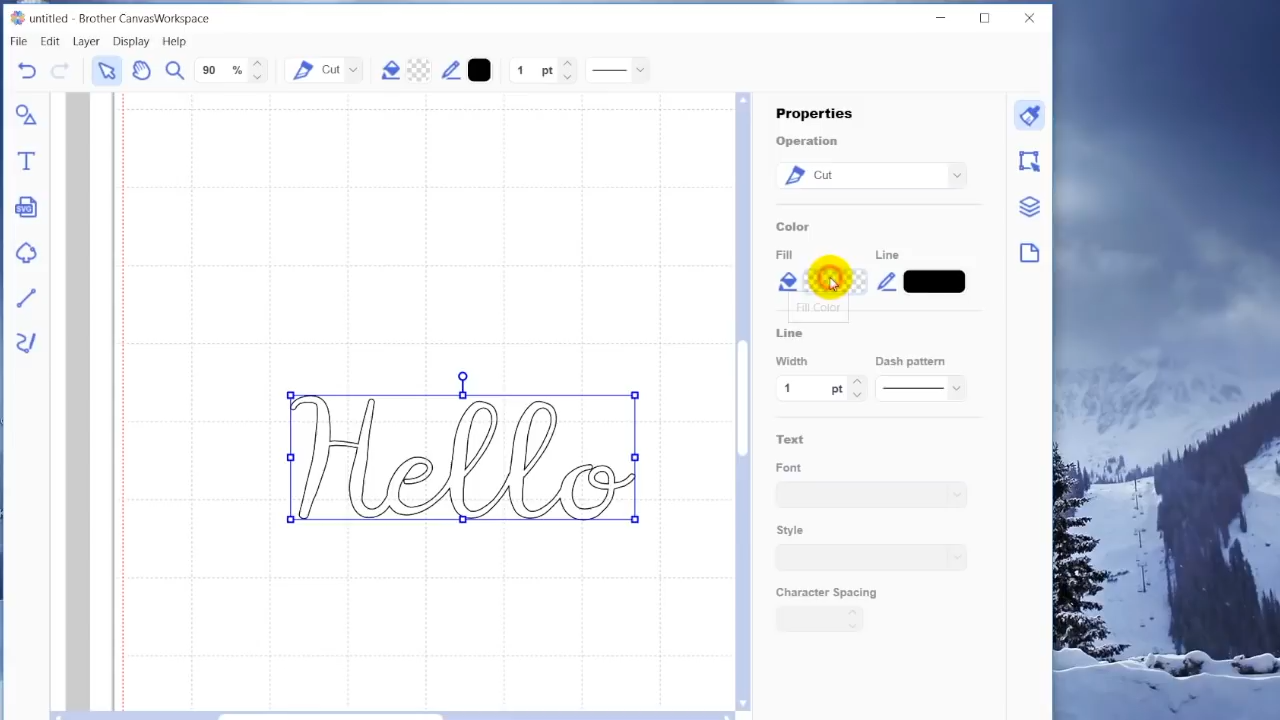 untitled - Brother CanvasWorkspace
File Edit Layer Display Help
90 % Cut 1 pt
SVG
Hello
Properties
Operation
Cut
Color
Fill Line
Fill Color
Line
Width Dash pattern
1 pt
Text
Font
Style
Character Spacing